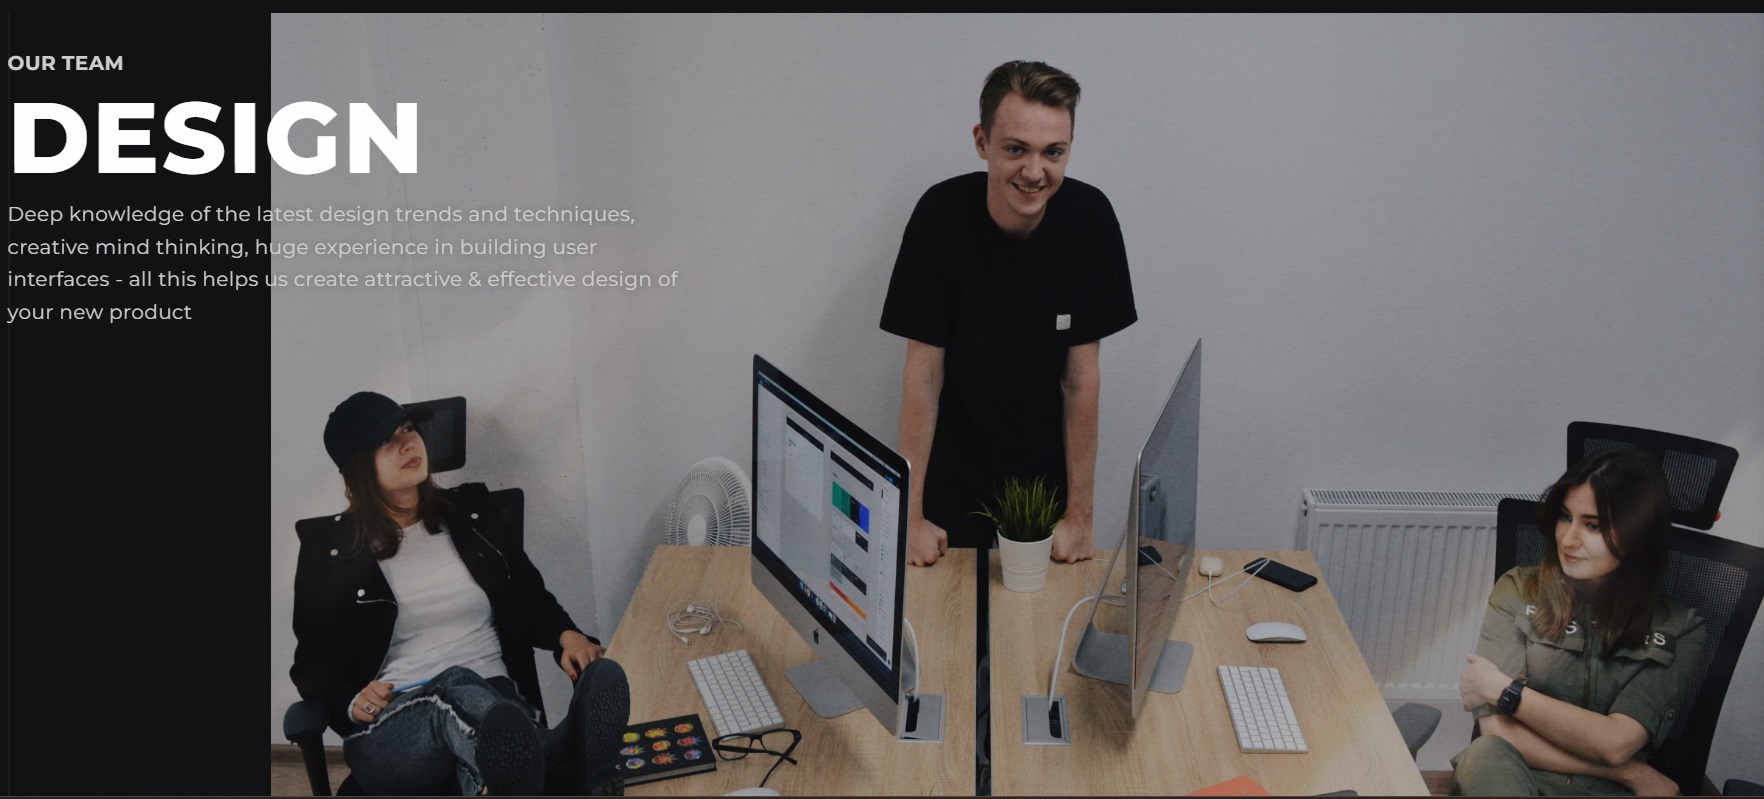 OUR TEAM
DESIGN
Deep knowledge of the latest design trends and techniques,
creative mind thinking, huge experience in building user
interfaces - all this helps us create attractive & effective design of
your new product